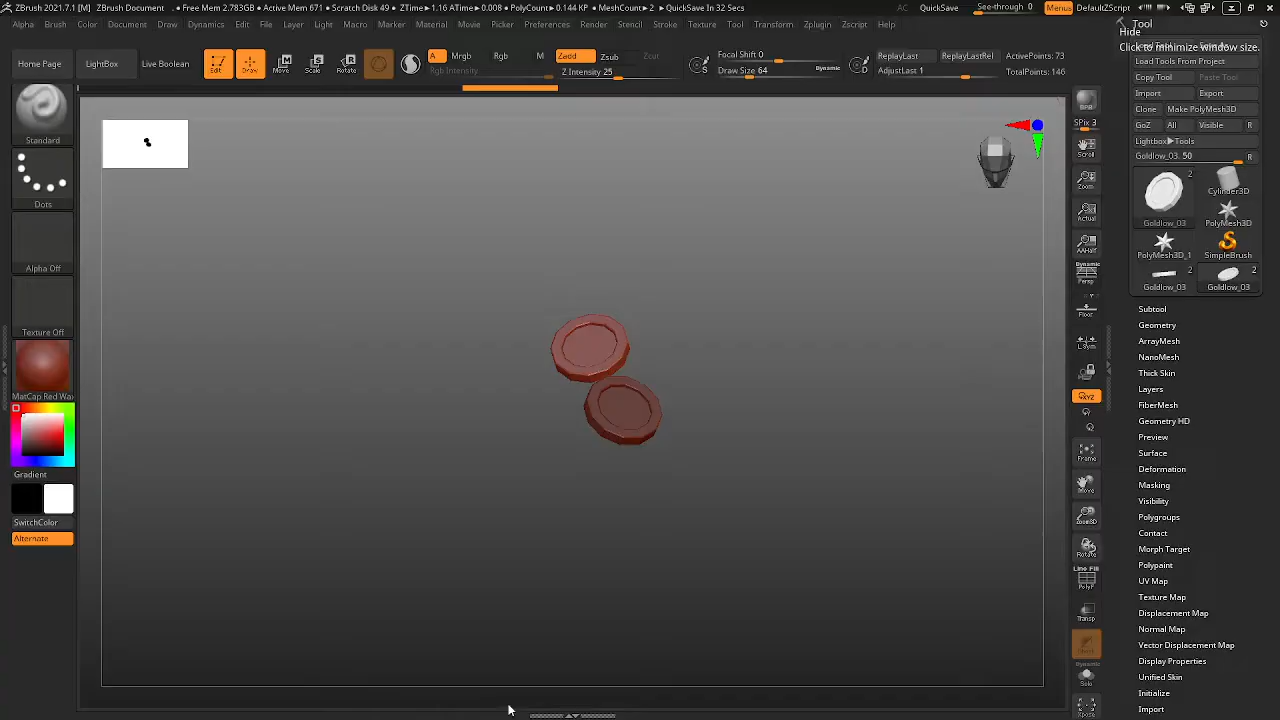 ZBrush 2021.7.1 [M] ZBrush Document . • Free Mem 2.783GB • Active Mem 671 • Scratch Disk 49 • ZTime▸1.16 ATime▸0.008 • PolyCount▸0.144 KP • MeshCount▸2 • QuickSave In 32 Secs AC QuickSave See-through 0 Menus DefaultZScript
Alpha Brush Color Document Draw Dynamics Edit File Layer Light Macro Marker Material Movie Picker Preferences Render Stencil Stroke Texture Tool Transform Zplugin Zscript Help
Tool
Hide
Click to minimize window size.
Home Page LightBox Live Boolean Edit Draw Move Scale Rotate
A Mrgb Rgb M Zadd Zsub Zcut
Rgb Intensity Z Intensity 25
Focal Shift 0
Draw Size 64 Dynamic
ReplayLast ReplayLastRel ActivePoints: 73
AdjustLast 1 TotalPoints: 146
Load Tools From Project
Copy Tool Paste Tool
Import Export
Clone Make PolyMesh3D
GoZ All Visible R
Lightbox▸Tools
Goldlow_03. 50 R
2
Goldlow_03
Cylinder3D
PolyMesh3D
PolyMesh3D_1
SimpleBrush
2
Goldlow_03
2
Goldlow_03
Subtool
Geometry
ArrayMesh
NanoMesh
Thick Skin
Layers
FiberMesh
Geometry HD
Preview
Surface
Deformation
Masking
Visibility
Polygroups
Contact
Morph Target
Polypaint
UV Map
Texture Map
Displacement Map
Normal Map
Vector Displacement Map
Display Properties
Unified Skin
Initialize
Import
Standard
Dots
Alpha Off
Texture Off
MatCap Red Wa
Gradient
SwitchColor
Alternate
BPR
SPix 3
Scroll
Zoom
Actual
AAHalf
Dynamic
Persp
Floor
L.Sym
XYZ
Frame
Move
Zoom3D
Rotate
Line Fill
PolyF
Transp
Dynamic
Solo
Xpose